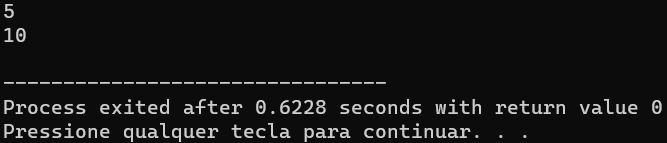 5
10
--------------------------------
Process exited after 0.6228 seconds with return value 0
Pressione qualquer tecla para continuar. . .